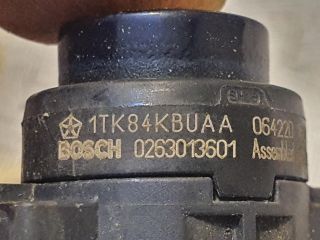 1TK84KBUAA 064220
BOSCH 0263013601 Assembled